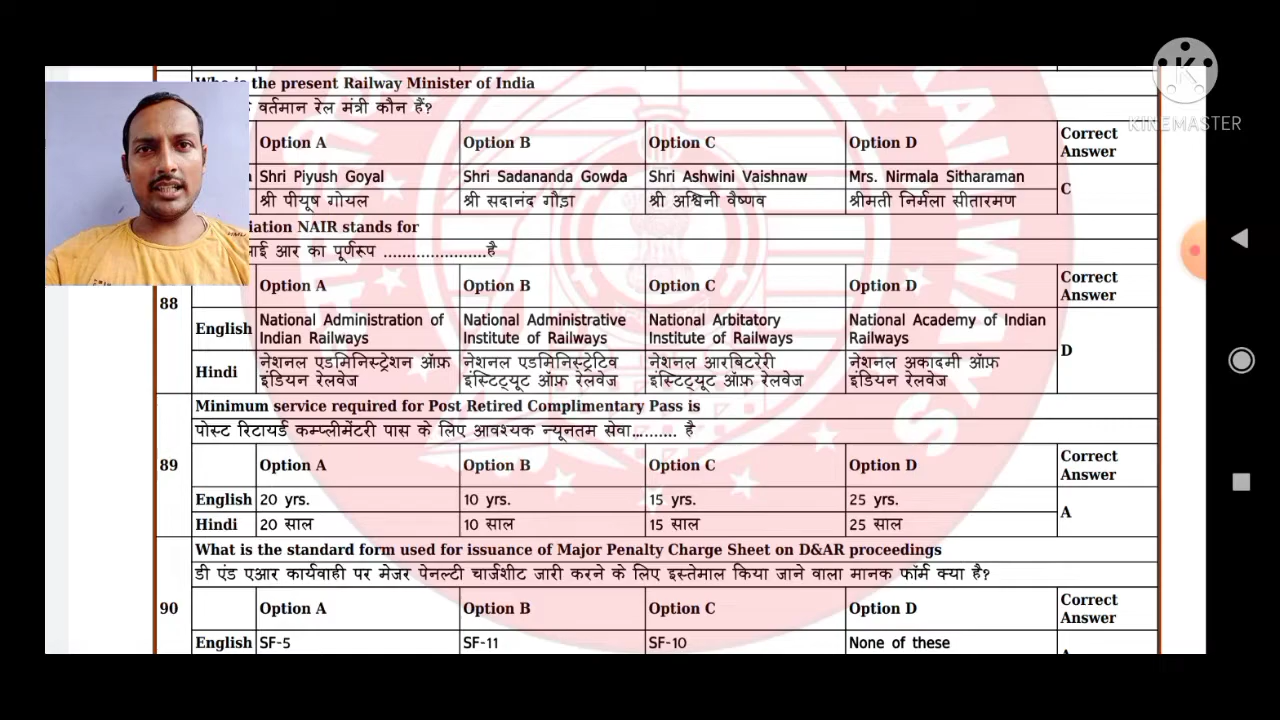 Who is the present Railway Minister of India
वर्तमान रेल मंत्री कौन हैं?
Option A Option B Option C Option D Correct Answer
Shri Piyush Goyal Shri Sadananda Gowda Shri Ashwini Vaishnaw Mrs. Nirmala Sitharaman C
श्री पीयूष गोयल श्री सदानंद गौड़ा श्री अश्विनी वैष्णव श्रीमती निर्मला सीतारमण
NAIR stands for
आई आर का पूर्णरूप ......................है
88 Option A Option B Option C Option D Correct Answer
English National Administration of Indian Railways National Administrative Institute of Railways National Arbitatory Institute of Railways National Academy of Indian Railways D
Hindi नेशनल एडमिनिस्ट्रेशन ऑफ़ इंडियन रेलवेज नेशनल एडमिनिस्ट्रेटिव इंस्टिट्यूट ऑफ़ रेलवेज नेशनल आरबिटरेरी इंस्टिट्यूट ऑफ़ रेलवेज नेशनल अकादमी ऑफ़ इंडियन रेलवेज
Minimum service required for Post Retired Complimentary Pass is
पोस्ट रिटायर्ड कम्प्लीमेंटरी पास के लिए आवश्यक न्यूनतम सेवा.......... है
89 Option A Option B Option C Option D Correct Answer
English 20 yrs. 10 yrs. 15 yrs. 25 yrs. A
Hindi 20 साल 10 साल 15 साल 25 साल
What is the standard form used for issuance of Major Penalty Charge Sheet on D&AR proceedings
डी एंड एआर कार्यवाही पर मेजर पेनल्टी चार्जशीट जारी करने के लिए इस्तेमाल किया जाने वाला मानक फॉर्म क्या है?
90 Option A Option B Option C Option D Correct Answer
English SF-5 SF-11 SF-10 None of these
KINEMASTER